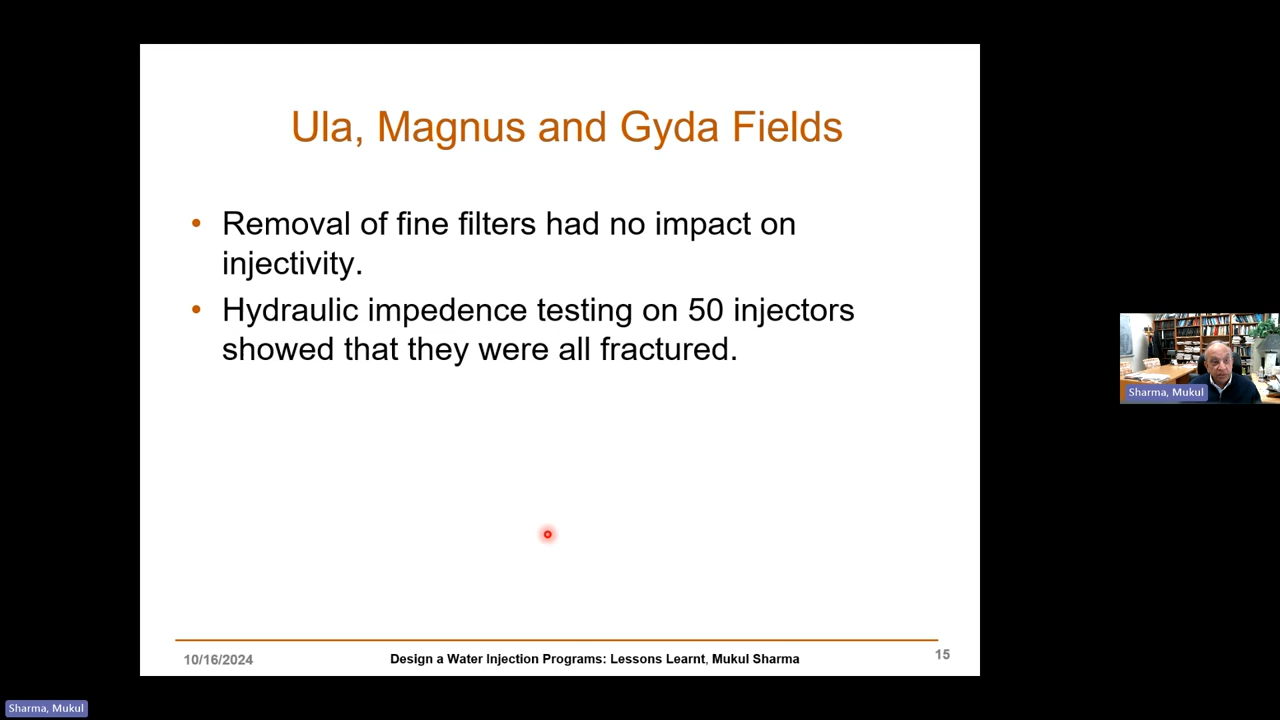 Ula, Magnus and Gyda Fields
• Removal of fine filters had no impact on
injectivity.
• Hydraulic impedence testing on 50 injectors
showed that they were all fractured.
10/16/2024
Design a Water Injection Programs: Lessons Learnt, Mukul Sharma
15
Sharma, Mukul
Sharma, Mukul